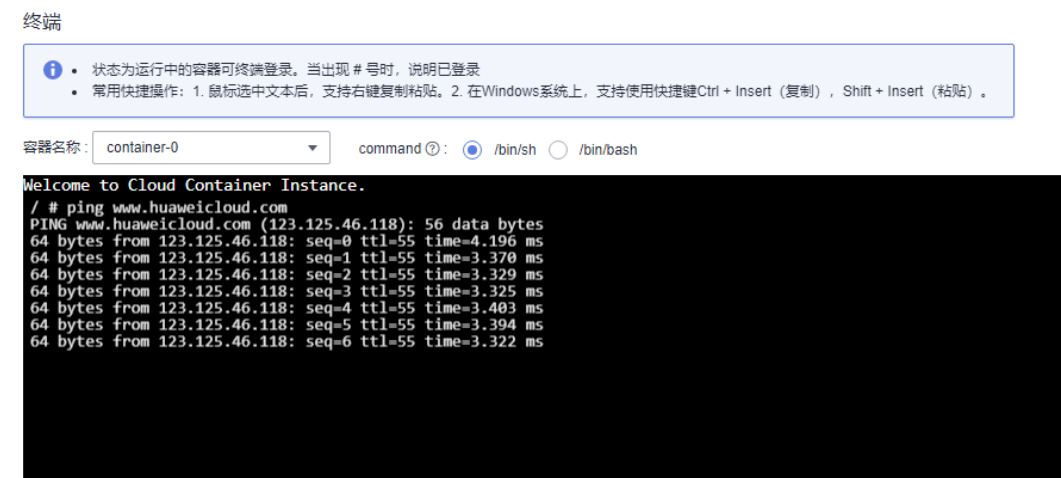 终端
状态为运行中的容器可终端登录。当出现 # 号时，说明已登录
常用快捷操作：1. 鼠标选中文本后，支持右键复制粘贴。2. 在Windows系统上，支持使用快捷键Ctrl + Insert（复制）, Shift + Insert（粘贴）。
容器名称 : container-0 command ? : /bin/sh /bin/bash
Welcome to Cloud Container Instance.
/ # ping www.huaweicloud.com
PING www.huaweicloud.com (123.125.46.118): 56 data bytes
64 bytes from 123.125.46.118: seq=0 ttl=55 time=4.196 ms
64 bytes from 123.125.46.118: seq=1 ttl=55 time=3.370 ms
64 bytes from 123.125.46.118: seq=2 ttl=55 time=3.329 ms
64 bytes from 123.125.46.118: seq=3 ttl=55 time=3.325 ms
64 bytes from 123.125.46.118: seq=4 ttl=55 time=3.403 ms
64 bytes from 123.125.46.118: seq=5 ttl=55 time=3.394 ms
64 bytes from 123.125.46.118: seq=6 ttl=55 time=3.322 ms